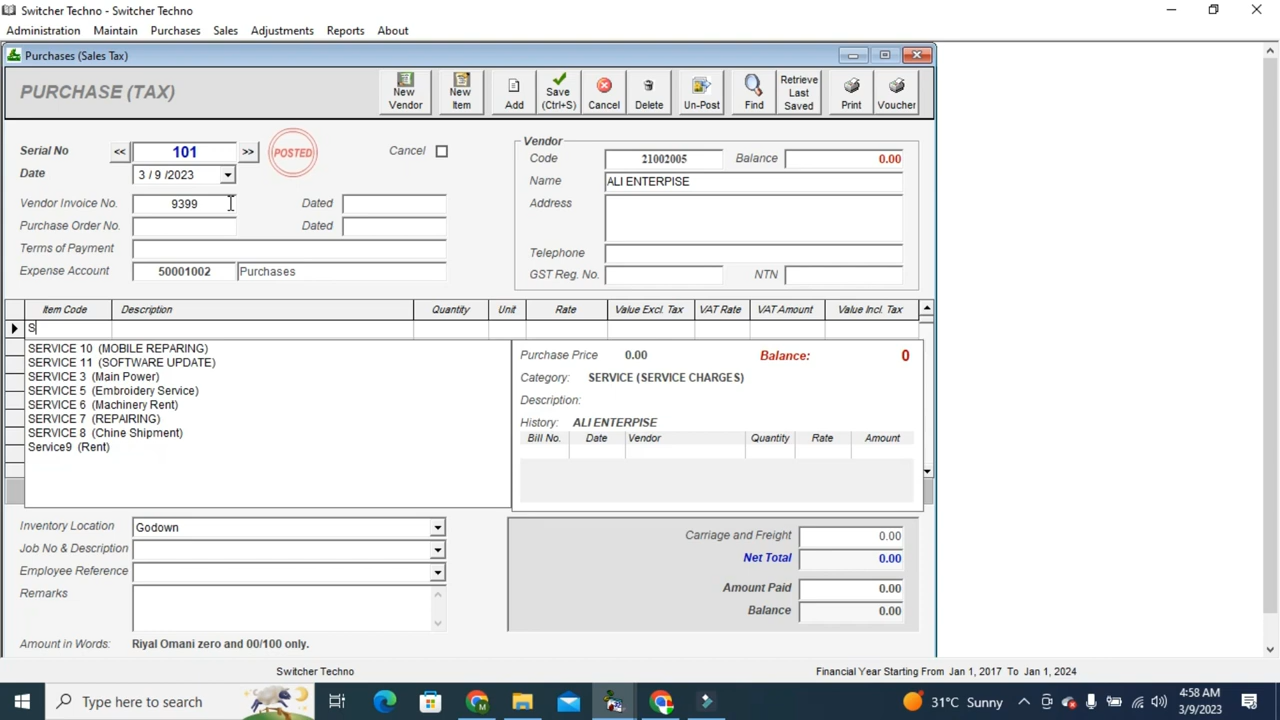 Switcher Techno - Switcher Techno
Administration Maintain Purchases Sales Adjustments Reports About
Purchases (Sales Tax)
PURCHASE (TAX)
New Vendor
New Item
Add
Save (Ctrl+S)
Cancel
Delete
Un-Post
Find
Retrieve Last Saved
Print
Voucher
Serial No << 101 >> POSTED Cancel
Date 3 / 9 /2023
Vendor Invoice No. 9399 Dated
Purchase Order No. Dated
Terms of Payment
Expense Account 50001002 Purchases
Vendor
Code 21002005 Balance 0.00
Name ALI ENTERPISE
Address
Telephone
GST Reg. No. NTN
Item Code Description Quantity Unit Rate Value Excl. Tax VAT Rate VAT Amount Value Incl. Tax
S
SERVICE 10 (MOBILE REPARING)
SERVICE 11 (SOFTWARE UPDATE)
SERVICE 3 (Main Power)
SERVICE 5 (Embroidery Service)
SERVICE 6 (Machinery Rent)
SERVICE 7 (REPAIRING)
SERVICE 8 (Chine Shipment)
Service9 (Rent)
Purchase Price 0.00 Balance: 0
Category: SERVICE (SERVICE CHARGES)
Description:
History: ALI ENTERPISE
Bill No. Date Vendor Quantity Rate Amount
Inventory Location Godown
Job No & Description
Employee Reference
Remarks
Carriage and Freight 0.00
Net Total 0.00
Amount Paid 0.00
Balance 0.00
Amount in Words: Riyal Omani zero and 00/100 only.
Switcher Techno Financial Year Starting From Jan 1, 2017 To Jan 1, 2024
Type here to search
31°C Sunny
4:58 AM
3/9/2023